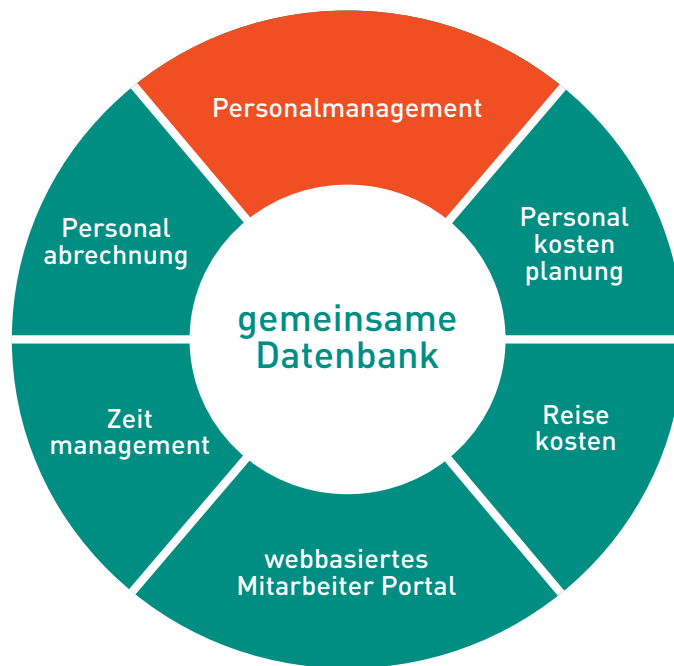 Personalmanagement
Personal
kosten
planung
Reise
kosten
webbasiertes
Mitarbeiter Portal
Zeit
management
Personal
abrechnung
gemeinsame
Datenbank